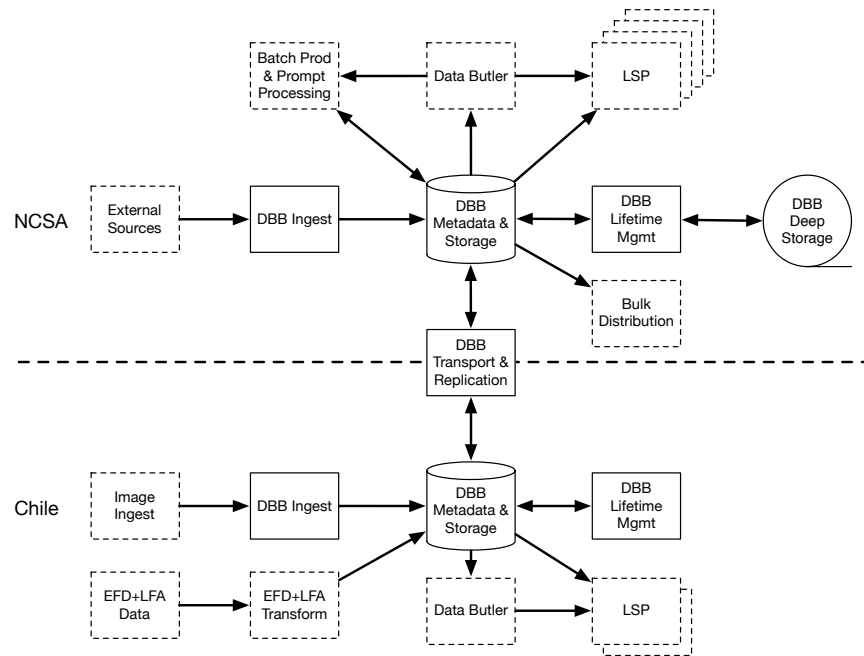 Batch Prod
& Prompt
Processing
Data Butler
LSP
NCSA
External
Sources
DBB Ingest
DBB
Metadata &
Storage
DBB
Lifetime
Mgmt
DBB
Deep
Storage
Bulk
Distribution
DBB
Transport &
Replication
Chile
Image
Ingest
DBB Ingest
DBB
Metadata &
Storage
DBB
Lifetime
Mgmt
EFD+LFA
Data
EFD+LFA
Transform
Data Butler
LSP